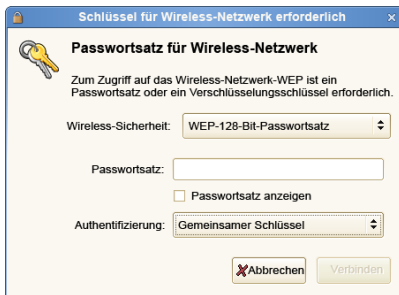 Schlüssel für Wireless-Netzwerk erforderlich
Passwortsatz für Wireless-Netzwerk
Zum Zugriff auf das Wireless-Netzwerk-WEP ist ein
Passwortsatz oder ein Verschlüsselungsschlüssel erforderlich.
Wireless-Sicherheit: WEP-128-Bit-Passwortsatz
Passwortsatz:
Passwortsatz anzeigen
Authentifizierung: Gemeinsamer Schlüssel
Abbrechen Verbinden